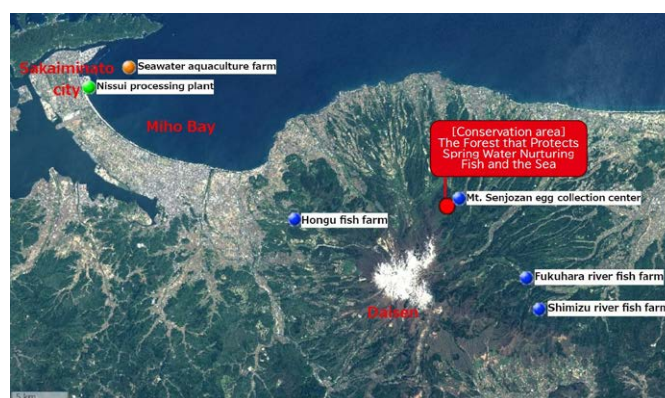 Sakaiminato
city
Seawater aquaculture farm
Nissui processing plant
Miho Bay
[Conservation area]
The Forest that Protects
Spring Water Nurturing
Fish and the Sea
Mt. Senjozan egg collection center
Hongu fish farm
Fukuhara river fish farm
Daisen
Shimizu river fish farm
5 km